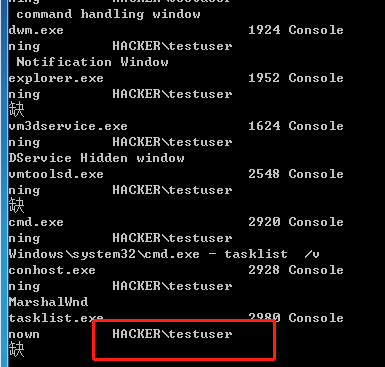 command handling window
dwm.exe 1924 Console
ning HACKER\testuser
Notification Window
explorer.exe 1952 Console
ning HACKER\testuser
缺
vm3dservice.exe 1624 Console
ning HACKER\testuser
DService Hidden window
vmtoolsd.exe 2548 Console
ning HACKER\testuser
缺
cmd.exe 2920 Console
ning HACKER\testuser
Windows\system32\cmd.exe - tasklist /v
conhost.exe 2928 Console
ning HACKER\testuser
MarshalWnd
tasklist.exe 2980 Console
nown HACKER\testuser
缺